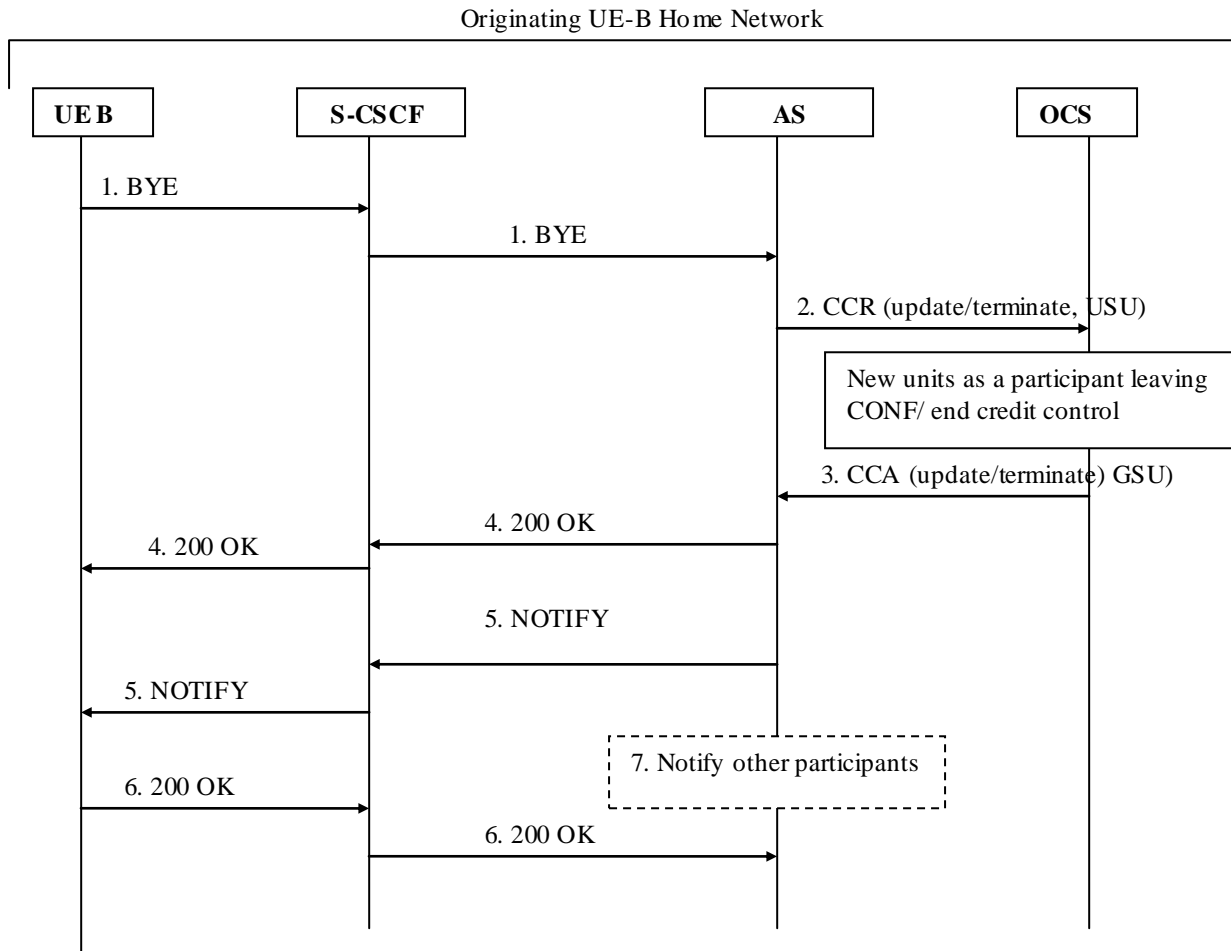 Originating UE-B Home Network
UE B
S-CSCF
AS
OCS
1. BYE
1. BYE
2. CCR (update/terminate, USU)
New units as a participant leaving
CONF/ end credit control
3. CCA (update/terminate) GSU)
4. 200 OK
4. 200 OK
5. NOTIFY
5. NOTIFY
7. Notify other participants
6. 200 OK
6. 200 OK